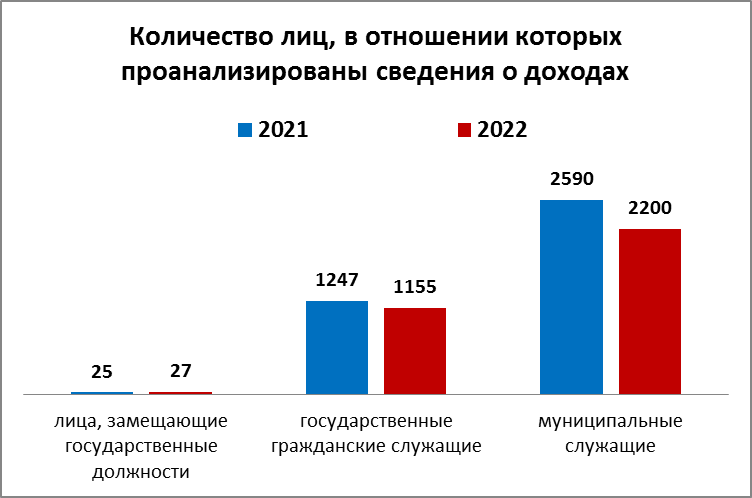 Количество лиц, в отношении которых
проанализированы сведения о доходах
2021
2022
25
27
1247
1155
2590
2200
лица, замещающие
государственные
должности
государственные
гражданские служащие
муниципальные
служащие